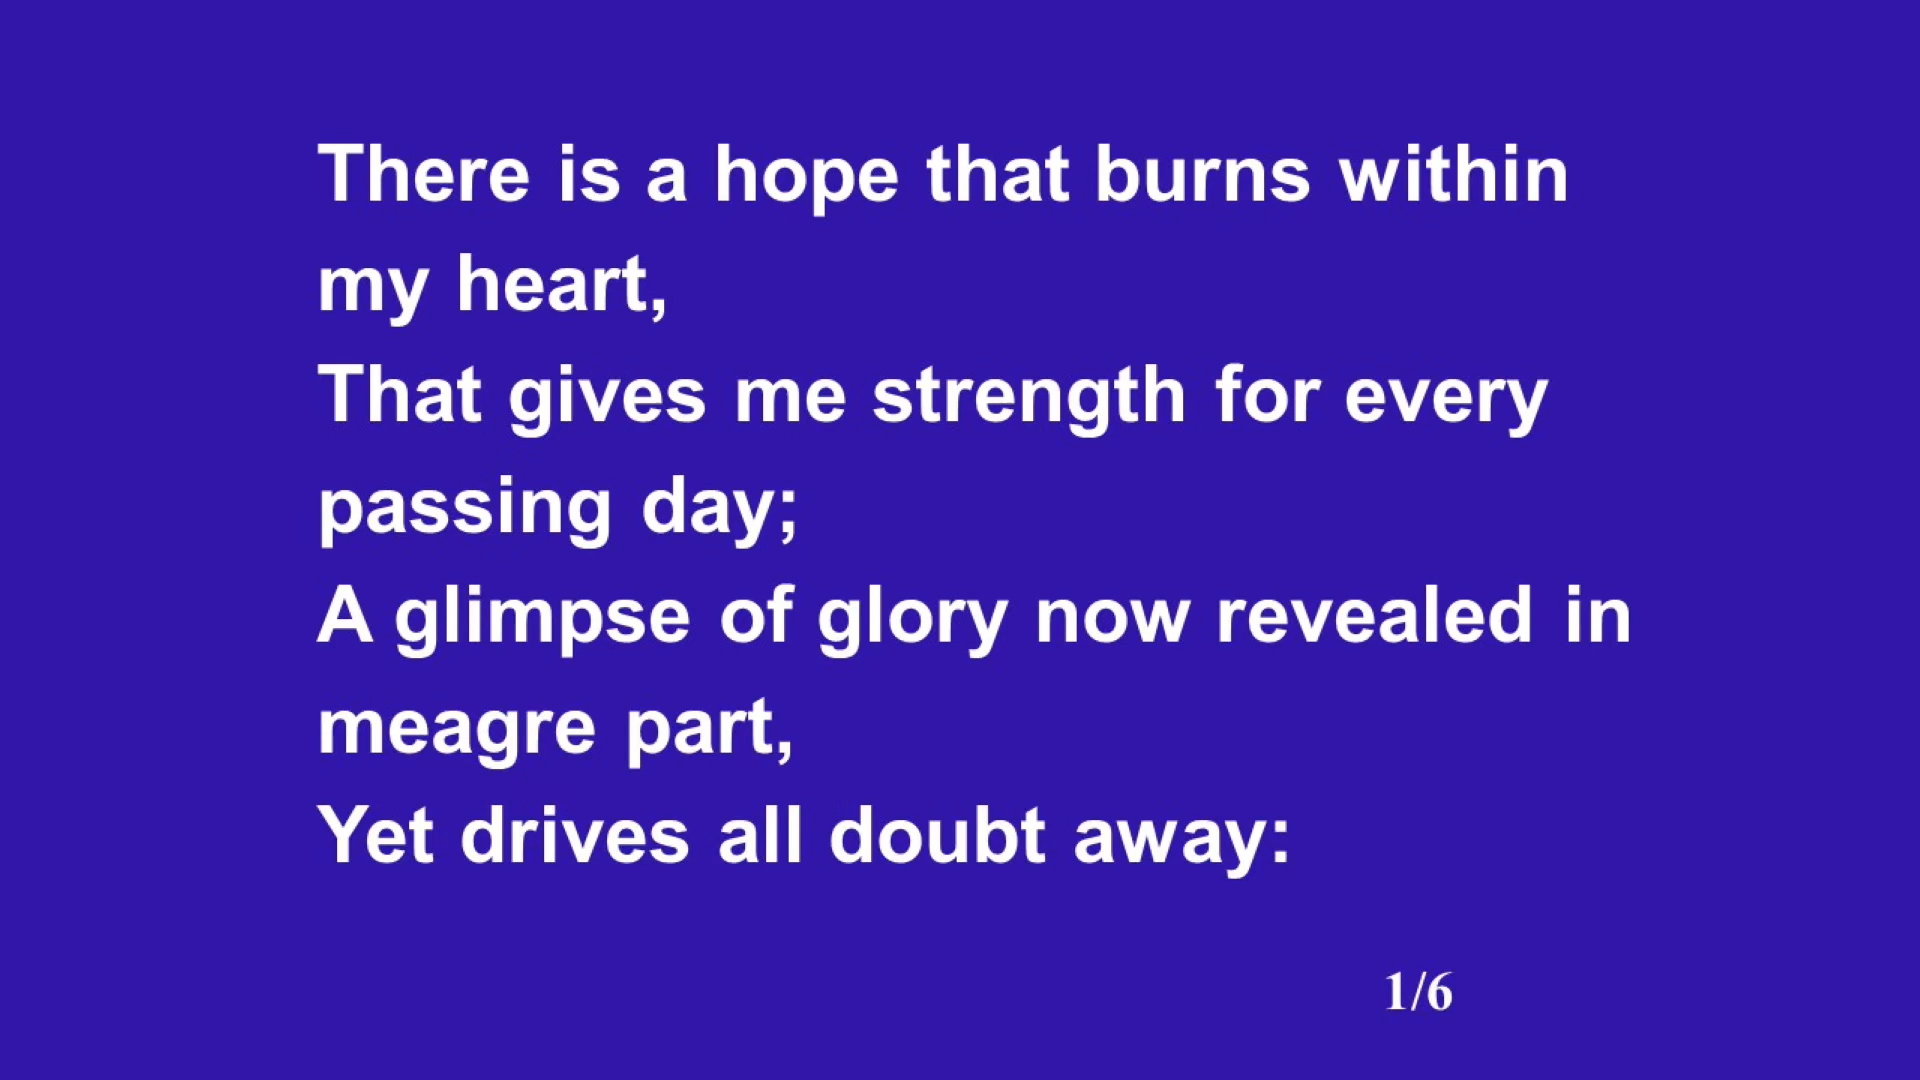 There is a hope that burns within
my heart,
That gives me strength for every
passing day;
A glimpse of glory now revealed in
meagre part,
Yet drives all doubt away:
1/6